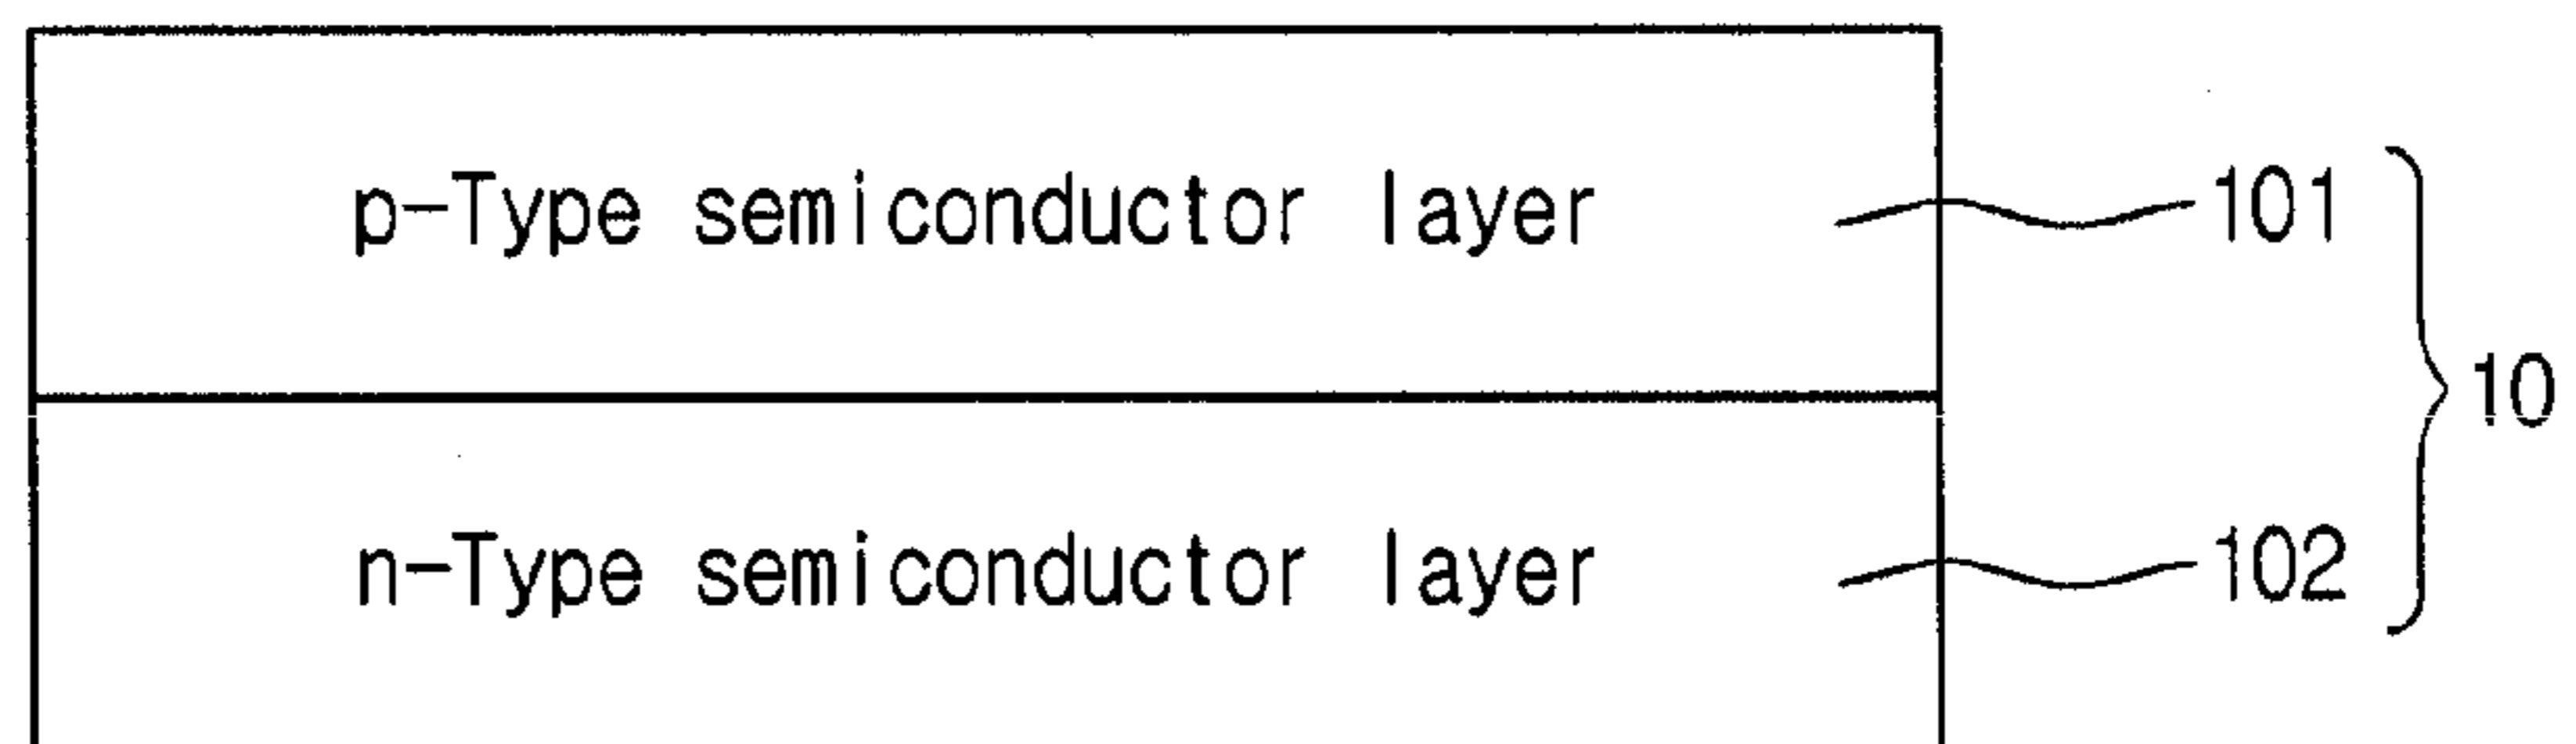 p-Type semiconductor layer 101
10
n-Type semiconductor layer 102